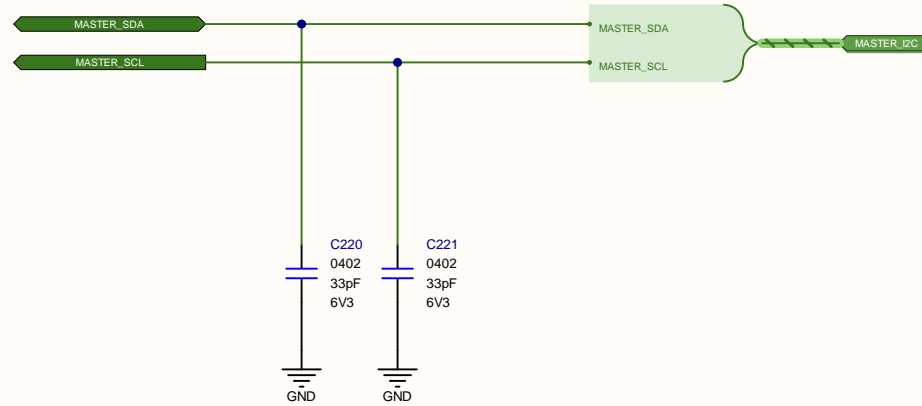 MASTER_SDA
MASTER_SDA
MASTER_I2C
MASTER_SCL
MASTER_SCL
C220
0402
33pF
6V3
C221
0402
33pF
6V3
GND
GND